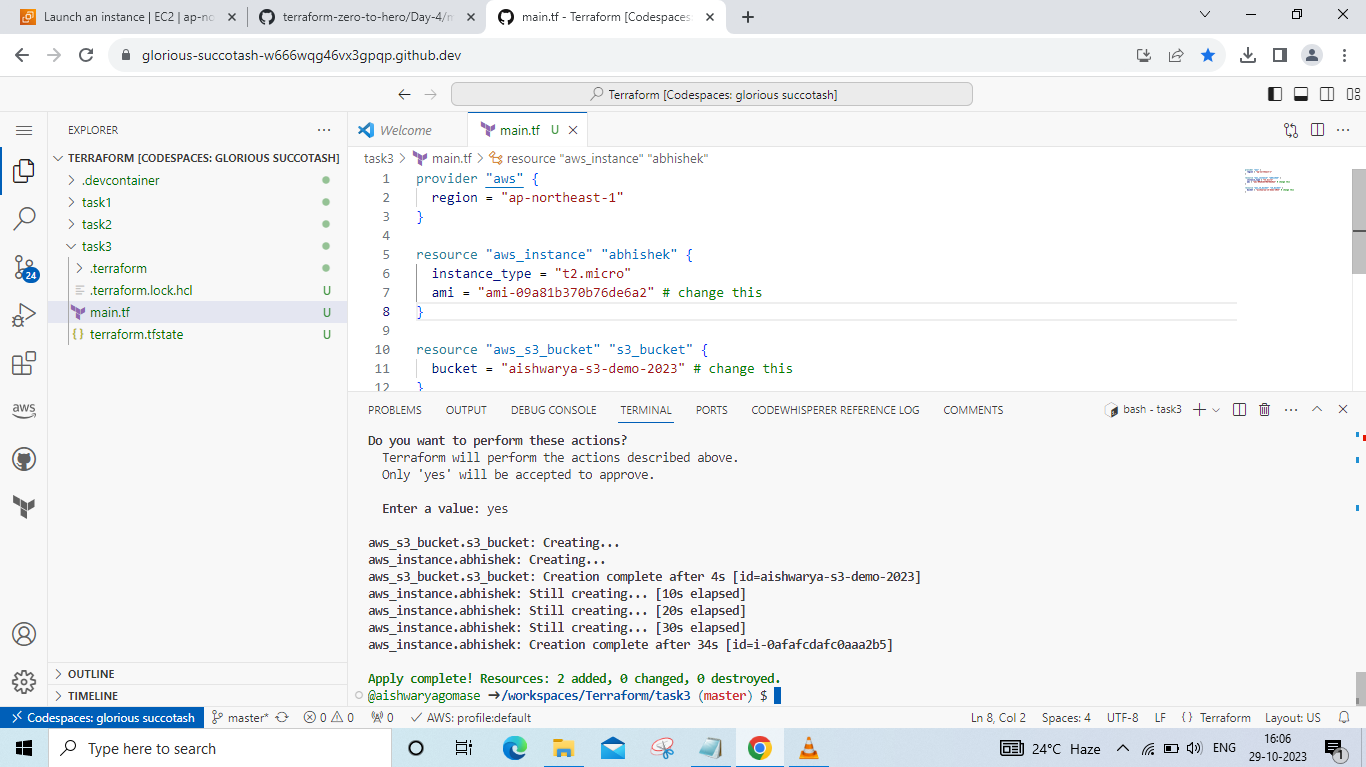 Launch an instance | EC2 | ap-no
terraform-zero-to-hero/Day-4/m
main.tf - Terraform [Codespaces:
glorious-succotash-w666wqg46vx3gpqp.github.dev
Terraform [Codespaces: glorious succotash]
EXPLORER
TERRAFORM [CODESPACES: GLORIOUS SUCCOTASH]
.devcontainer
task1
task2
task3
.terraform
.terraform.lock.hcl U
main.tf U
terraform.tfstate U
OUTLINE
TIMELINE
24
aws
Welcome
main.tf U
task3 > main.tf > resource "aws_instance" "abhishek"
1 provider "aws" {
2 region = "ap-northeast-1"
3 }
4
5 resource "aws_instance" "abhishek" {
6 instance_type = "t2.micro"
7 ami = "ami-09a81b370b76de6a2" # change this
8 }
9
10 resource "aws_s3_bucket" "s3_bucket" {
11 bucket = "aishwarya-s3-demo-2023" # change this
12 }
PROBLEMS OUTPUT DEBUG CONSOLE TERMINAL PORTS CODEWHISPERER REFERENCE LOG COMMENTS
bash - task3
Do you want to perform these actions?
Terraform will perform the actions described above.
Only 'yes' will be accepted to approve.
Enter a value: yes
aws_s3_bucket.s3_bucket: Creating...
aws_instance.abhishek: Creating...
aws_s3_bucket.s3_bucket: Creation complete after 4s [id=aishwarya-s3-demo-2023]
aws_instance.abhishek: Still creating... [10s elapsed]
aws_instance.abhishek: Still creating... [20s elapsed]
aws_instance.abhishek: Still creating... [30s elapsed]
aws_instance.abhishek: Creation complete after 34s [id=i-0afafcdafc0aaa2b5]
Apply complete! Resources: 2 added, 0 changed, 0 destroyed.
@aishwaryagomase ➜/workspaces/Terraform/task3 (master) $
Codespaces: glorious succotash master* 0 0 0 AWS: profile:default Ln 8, Col 2 Spaces: 4 UTF-8 LF {} Terraform Layout: US
Type here to search
24°C Haze
ENG
16:06
29-10-2023
1